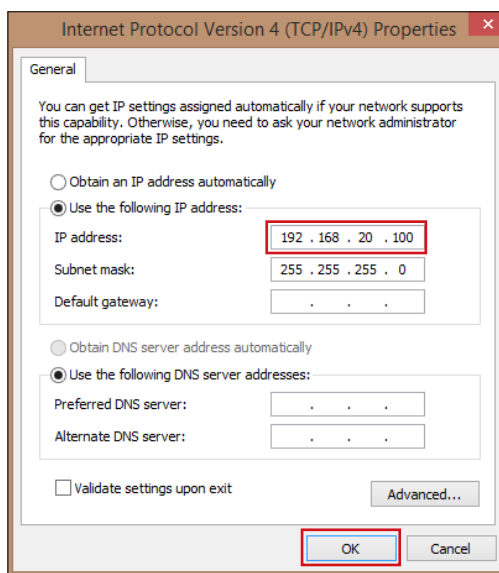 Internet Protocol Version 4 (TCP/IPv4) Properties
General
You can get IP settings assigned automatically if your network supports
this capability. Otherwise, you need to ask your network administrator
for the appropriate IP settings.
Obtain an IP address automatically
Use the following IP address:
IP address: 192 . 168 . 20 . 100
Subnet mask: 255 . 255 . 255 . 0
Default gateway: . . .
Obtain DNS server address automatically
Use the following DNS server addresses:
Preferred DNS server: . . .
Alternate DNS server: . . .
Validate settings upon exit
Advanced...
OK Cancel